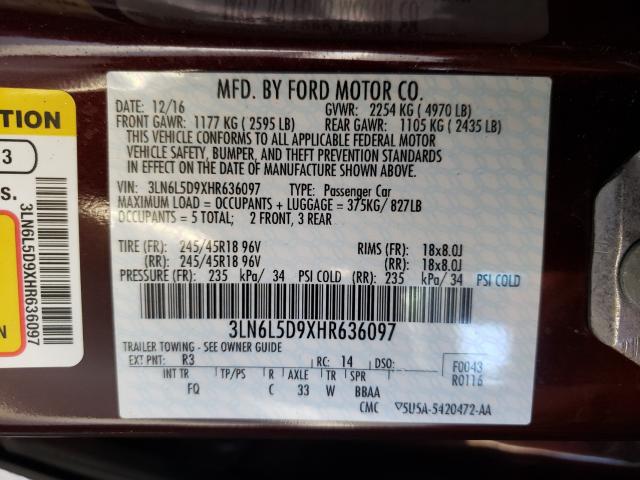 MFD. BY FORD MOTOR CO.
DATE: 12/16 GVWR: 2254 KG ( 4970 LB)
FRONT GAWR: 1177 KG ( 2595 LB) REAR GAWR: 1105 KG ( 2435 LB)
THIS VEHICLE CONFORMS TO ALL APPLICABLE FEDERAL MOTOR
VEHICLE SAFETY, BUMPER, AND THEFT PREVENTION STANDARDS
IN EFFECT ON THE DATE OF MANUFACTURE SHOWN ABOVE.
VIN: 3LN6L5D9XHR636097 TYPE: Passenger Car
MAXIMUM LOAD = OCCUPANTS + LUGGAGE = 375KG/ 827LB
OCCUPANTS = 5 TOTAL; 2 FRONT, 3 REAR
TIRE (FR): 245/45R18 96V RIMS (FR): 18x8.0J
(RR): 245/45R18 96V (RR): 18x8.0J
PRESSURE (FR): 235 kPa/ 34 PSI COLD (RR): 235 kPa/ 34 PSI COLD
3LN6L5D9XHR636097
TRAILER TOWING - SEE OWNER GUIDE
EXT PNT: R3 RC: 14 DSO: F0043
R0116
INT TR TP/PS R AXLE TR SPR
FQ C 33 W BBAA
CMC ▽5U5A-5420472-AA
TION
3
S.
3LN6L5D9XHR636097
N